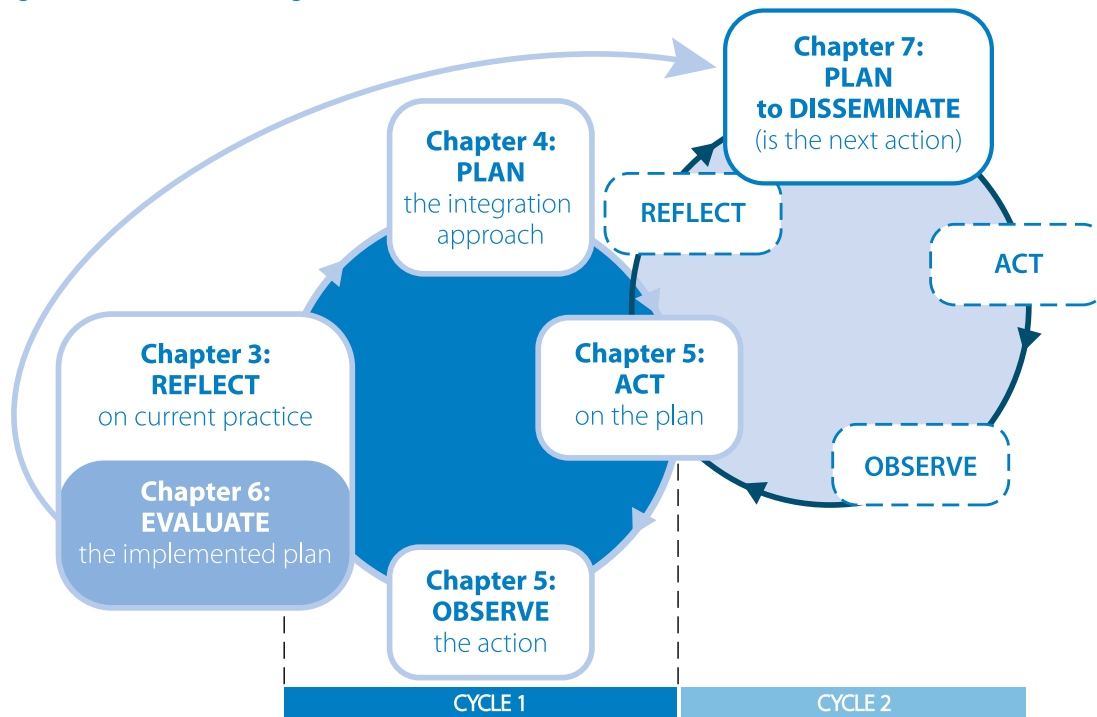 Chapter 7:
PLAN
to DISSEMINATE
(is the next action)
Chapter 4:
PLAN
the integration
approach
REFLECT
ACT
Chapter 3:
REFLECT
on current practice
Chapter 5:
ACT
on the plan
OBSERVE
Chapter 6:
EVALUATE
the implemented plan
Chapter 5:
OBSERVE
the action
CYCLE 1
CYCLE 2